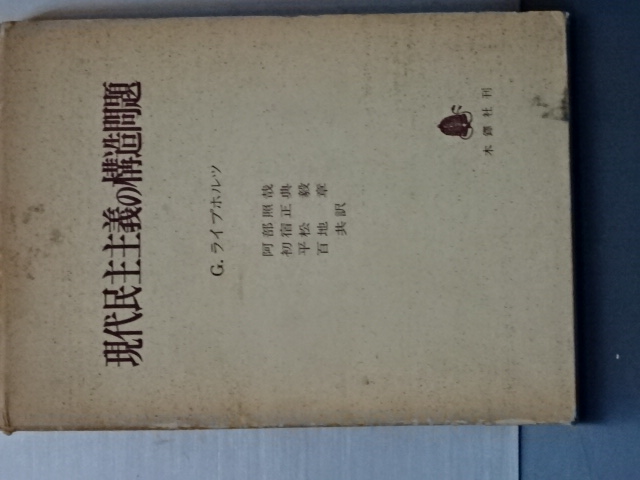 現代民主主義の構造問題
G. ライプホルツ
阿部照哉
初宿正典
平松毅
百地章
共訳
木鐸社刊